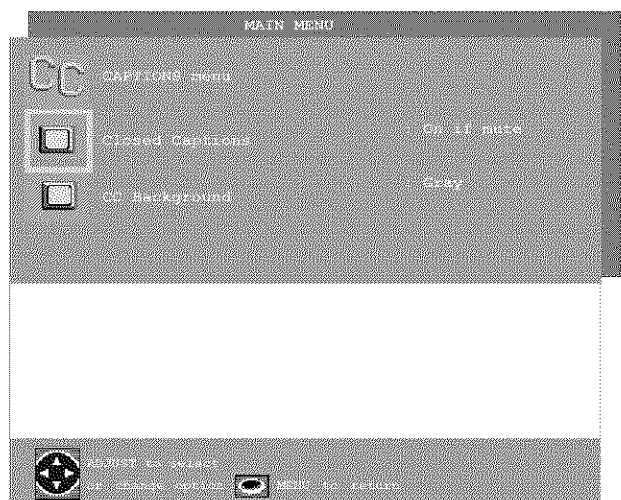 MAIN MENU
CC CAPTIONS menu
Closed Captions : On if mute
CC Background : Gray
ADJUST to select
or change option MENU to return